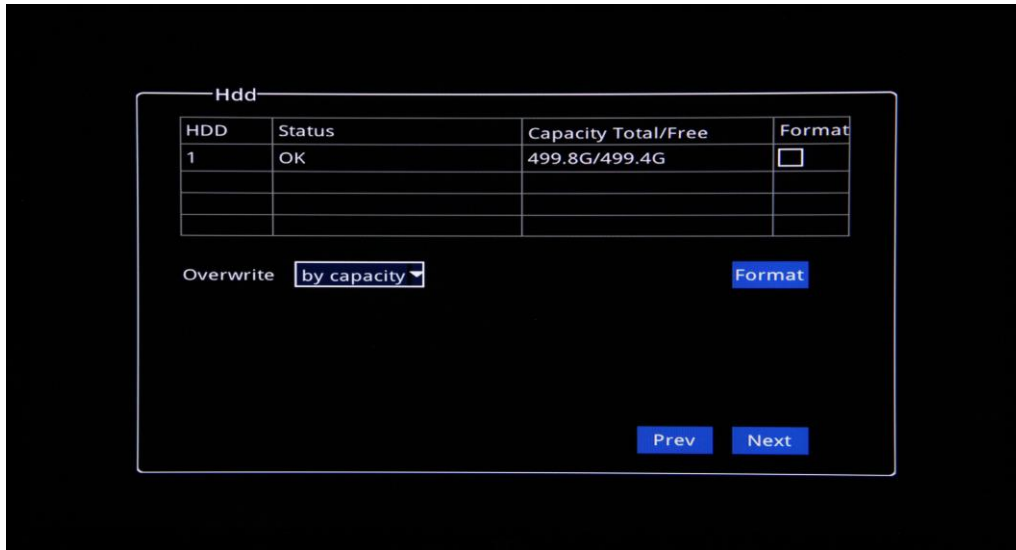 Hdd
HDD Status Capacity Total/Free Format
1 OK 499.8G/499.4G
Overwrite by capacity Format
Prev Next